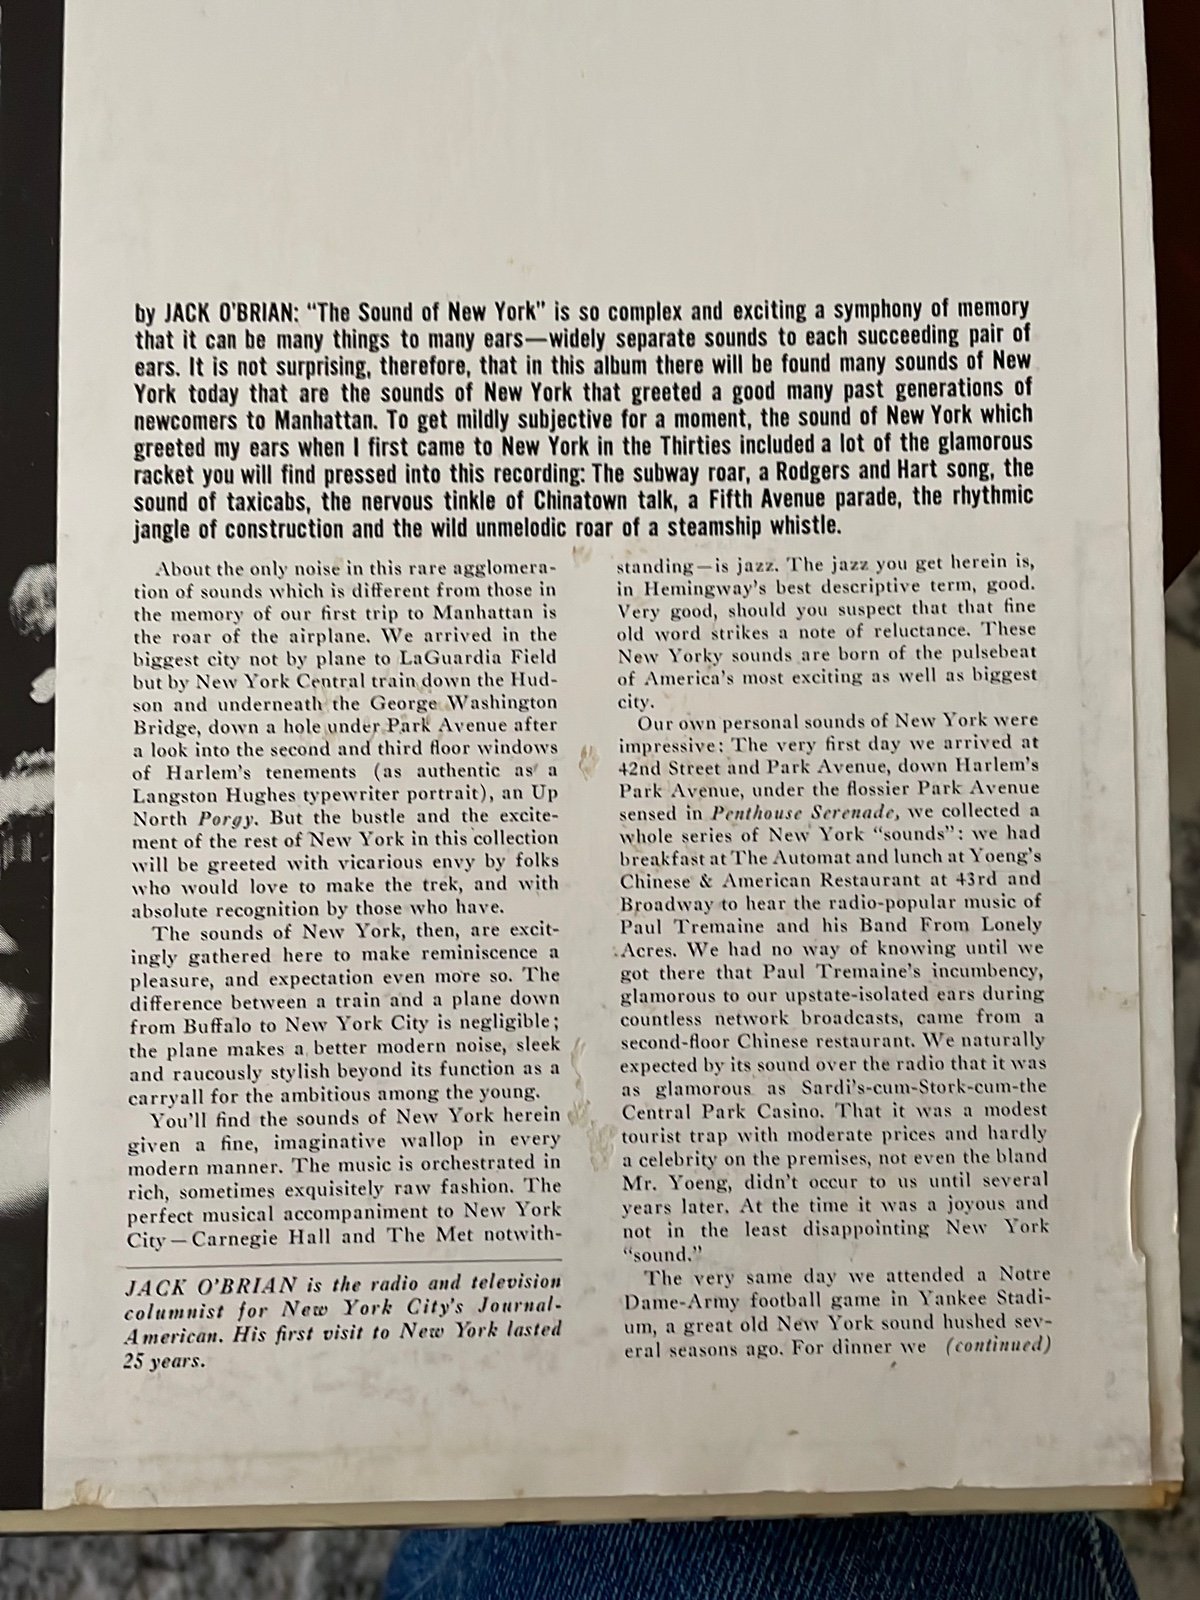 by JACK O'BRIAN: “The Sound of New York” is so complex and exciting a symphony of memory
that it can be many things to many ears—widely separate sounds to each succeeding pair of
ears. It is not surprising, therefore, that in this album there will be found many sounds of New
York today that are the sounds of New York that greeted a good many past generations of
newcomers to Manhattan. To get mildly subjective for a moment, the sound of New York which
greeted my ears when I first came to New York in the Thirties included a lot of the glamorous
racket you will find pressed into this recording: The subway roar, a Rodgers and Hart song, the
sound of taxicabs, the nervous tinkle of Chinatown talk, a Fifth Avenue parade, the rhythmic
jangle of construction and the wild unmelodic roar of a steamship whistle.
About the only noise in this rare agglomera-
tion of sounds which is different from those in
the memory of our first trip to Manhattan is
the roar of the airplane. We arrived in the
biggest city not by plane to LaGuardia Field
but by New York Central train down the Hud-
son and underneath the George Washington
Bridge, down a hole under Park Avenue after
a look into the second and third floor windows
of Harlem's tenements (as authentic as a
Langston Hughes typewriter portrait), an Up
North Porgy. But the bustle and the excite-
ment of the rest of New York in this collection
will be greeted with vicarious envy by folks
who would love to make the trek, and with
absolute recognition by those who have.
The sounds of New York, then, are excit-
ingly gathered here to make reminiscence a
pleasure, and expectation even more so. The
difference between a train and a plane down
from Buffalo to New York City is negligible;
the plane makes a better modern noise, sleek
and raucously stylish beyond its function as a
carryall for the ambitious among the young.
You'll find the sounds of New York herein
given a fine, imaginative wallop in every
modern manner. The music is orchestrated in
rich, sometimes exquisitely raw fashion. The
perfect musical accompaniment to New York
City—Carnegie Hall and The Met notwith-
JACK O'BRIAN is the radio and television
columnist for New York City's Journal-
American. His first visit to New York lasted
25 years.
standing—is jazz. The jazz you get herein is,
in Hemingway's best descriptive term, good.
Very good, should you suspect that that fine
old word strikes a note of reluctance. These
New Yorky sounds are born of the pulsebeat
of America's most exciting as well as biggest
city.
Our own personal sounds of New York were
impressive: The very first day we arrived at
42nd Street and Park Avenue, down Harlem's
Park Avenue, under the flossier Park Avenue
sensed in Penthouse Serenade, we collected a
whole series of New York “sounds”: we had
breakfast at The Automat and lunch at Yoeng's
Chinese & American Restaurant at 43rd and
Broadway to hear the radio-popular music of
Paul Tremaine and his Band From Lonely
Acres. We had no way of knowing until we
got there that Paul Tremaine's incumbency,
glamorous to our upstate-isolated ears during
countless network broadcasts, came from a
second-floor Chinese restaurant. We naturally
expected by its sound over the radio that it was
as glamorous as Sardi's-cum-Stork-cum-the
Central Park Casino. That it was a modest
tourist trap with moderate prices and hardly
a celebrity on the premises, not even the bland
Mr. Yoeng, didn't occur to us until several
years later. At the time it was a joyous and
not in the least disappointing New York
“sound.”
The very same day we attended a Notre
Dame-Army football game in Yankee Stadi-
um, a great old New York sound hushed sev-
eral seasons ago. For dinner we (continued)